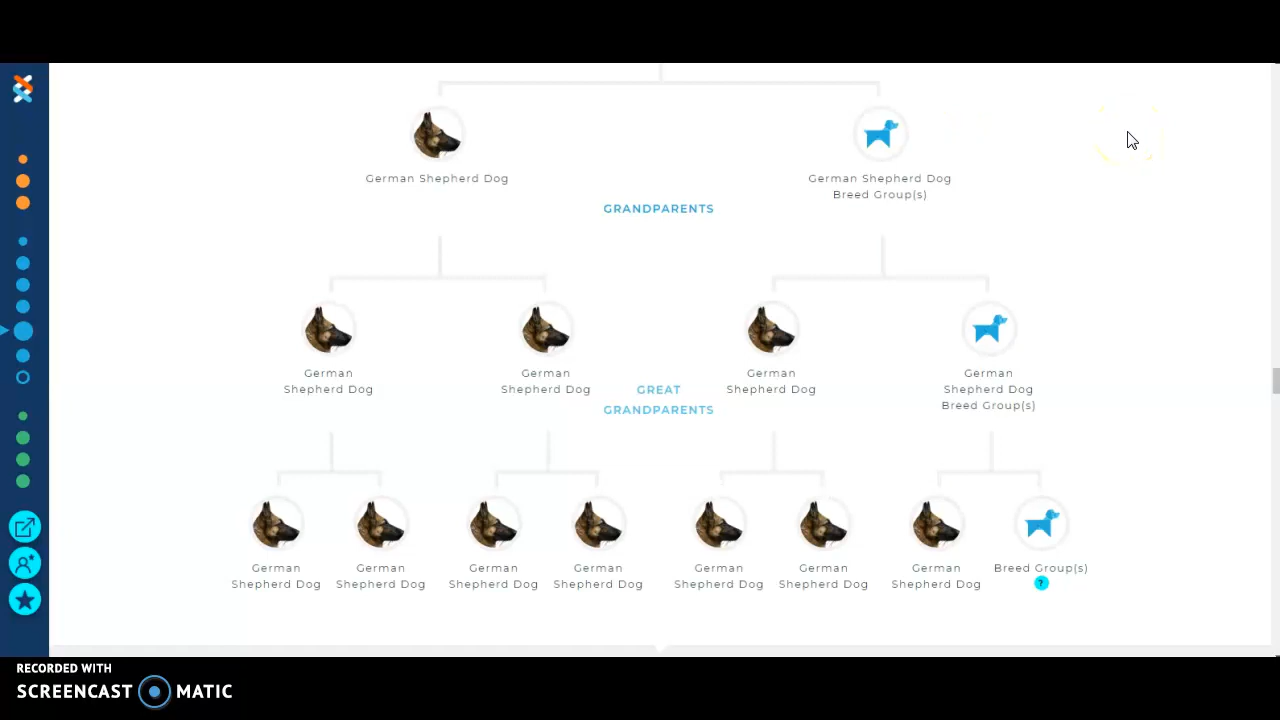 German Shepherd Dog
German Shepherd Dog
Breed Group(s)
GRANDPARENTS
German
Shepherd Dog
German
Shepherd Dog
German
Shepherd Dog
German
Shepherd Dog
Breed Group(s)
GREAT
GRANDPARENTS
German
Shepherd Dog
German
Shepherd Dog
German
Shepherd Dog
German
Shepherd Dog
German
Shepherd Dog
German
Shepherd Dog
German
Shepherd Dog
Breed Group(s)
?
RECORDED WITH
SCREENCAST MATIC